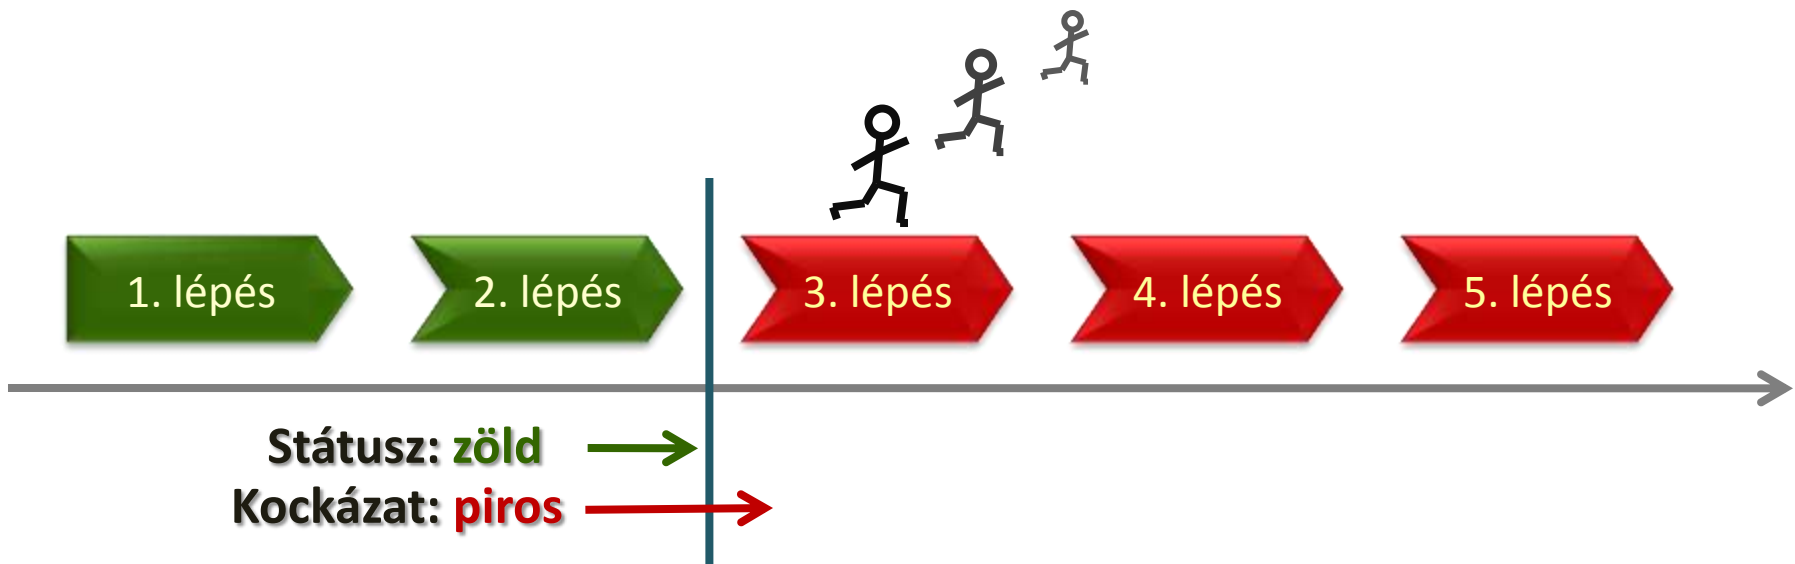 1. lépés
2. lépés
3. lépés
4. lépés
5. lépés
Státusz: zöld
Kockázat: piros